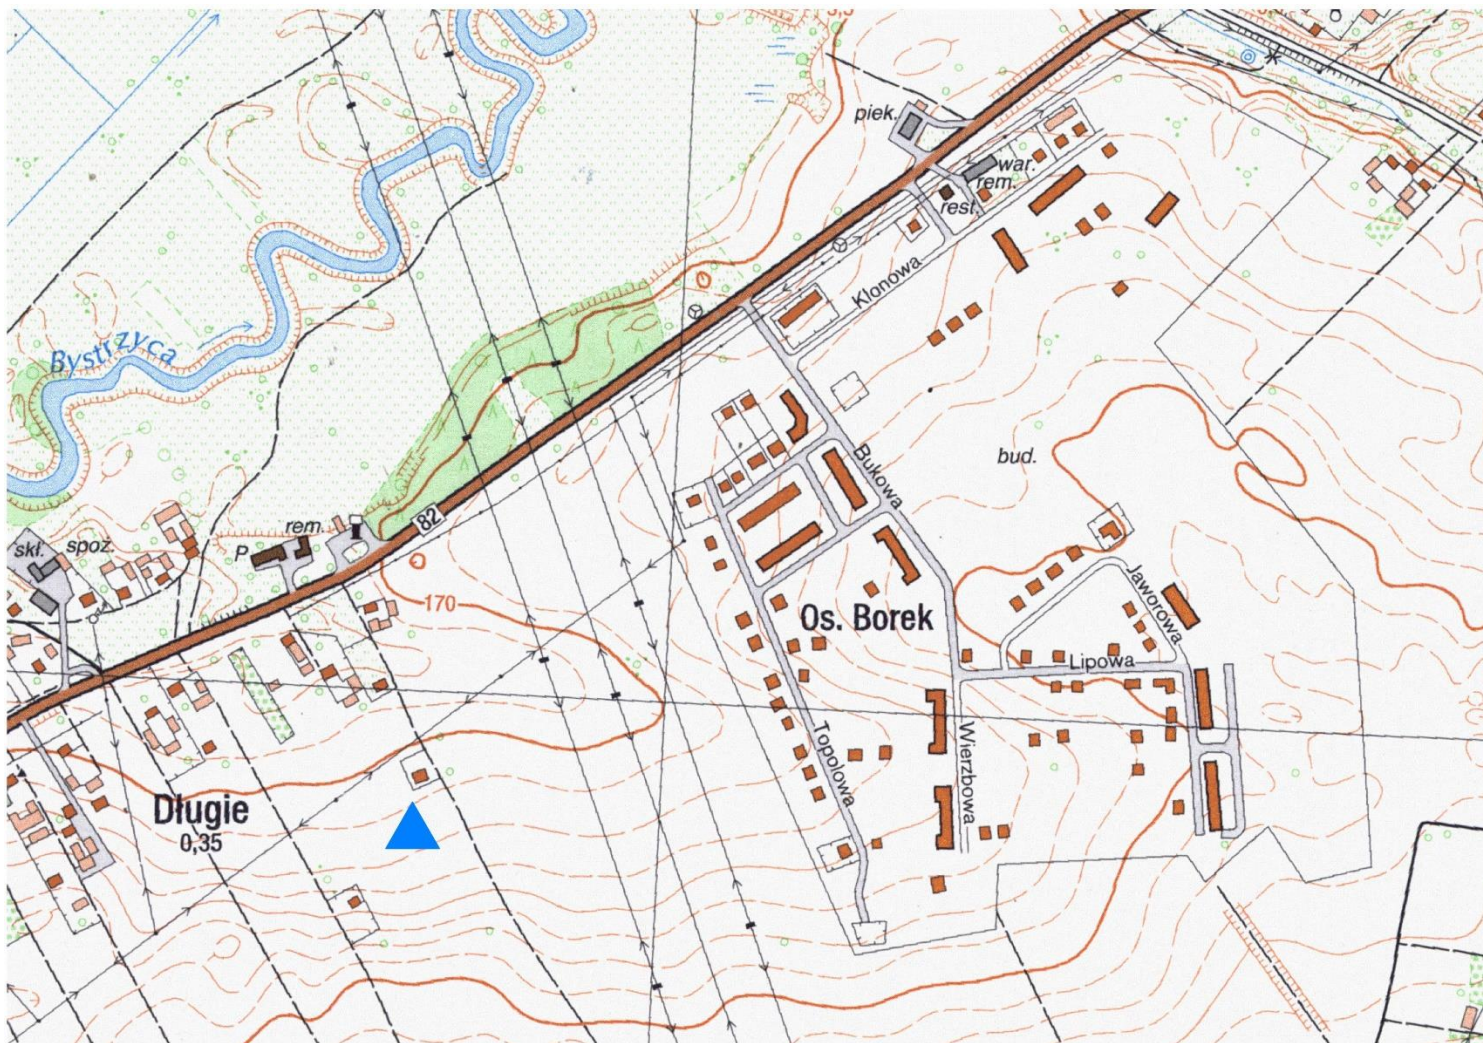 piek.
war.
rem.
rest.
Klonowa
Bystrzyca
bud.
Bukowa
82
rem.
P
skł.
spoż.
170
Os. Borek
Jaworowa
Lipowa
Topolowa
Wierzbowa
Długie
0,35